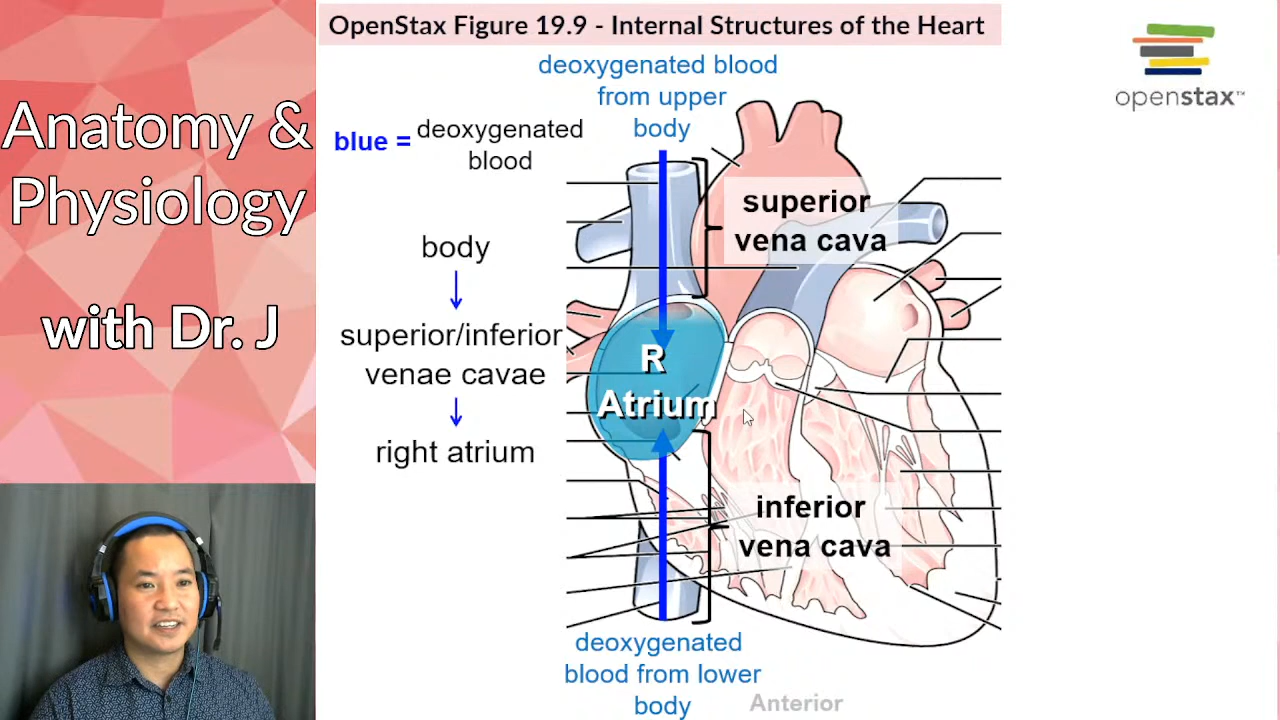 OpenStax Figure 19.9 - Internal Structures of the Heart
openstax™
Anatomy &
Physiology
with Dr. J
deoxygenated blood
from upper
body
blue =
deoxygenated
blood
body
superior/inferior
venae cavae
right atrium
superior
vena cava
R
Atrium
inferior
vena cava
deoxygenated
blood from lower
body
Anterior